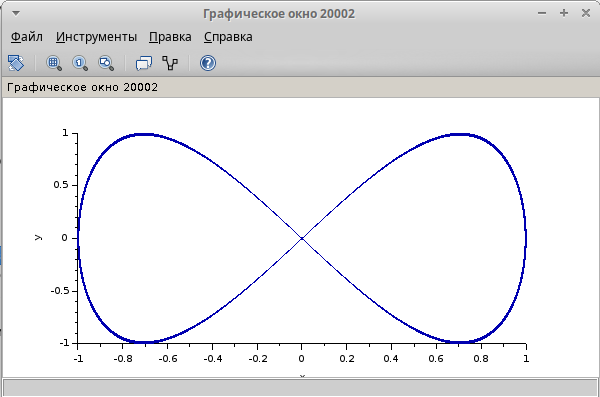 Графическое окно 20002
Файл Инструменты Правка Справка
Графическое окно 20002
1
0.5
0
-0.5
-1
y
-1 -0.8 -0.6 -0.4 -0.2 0 0.2 0.4 0.6 0.8 1